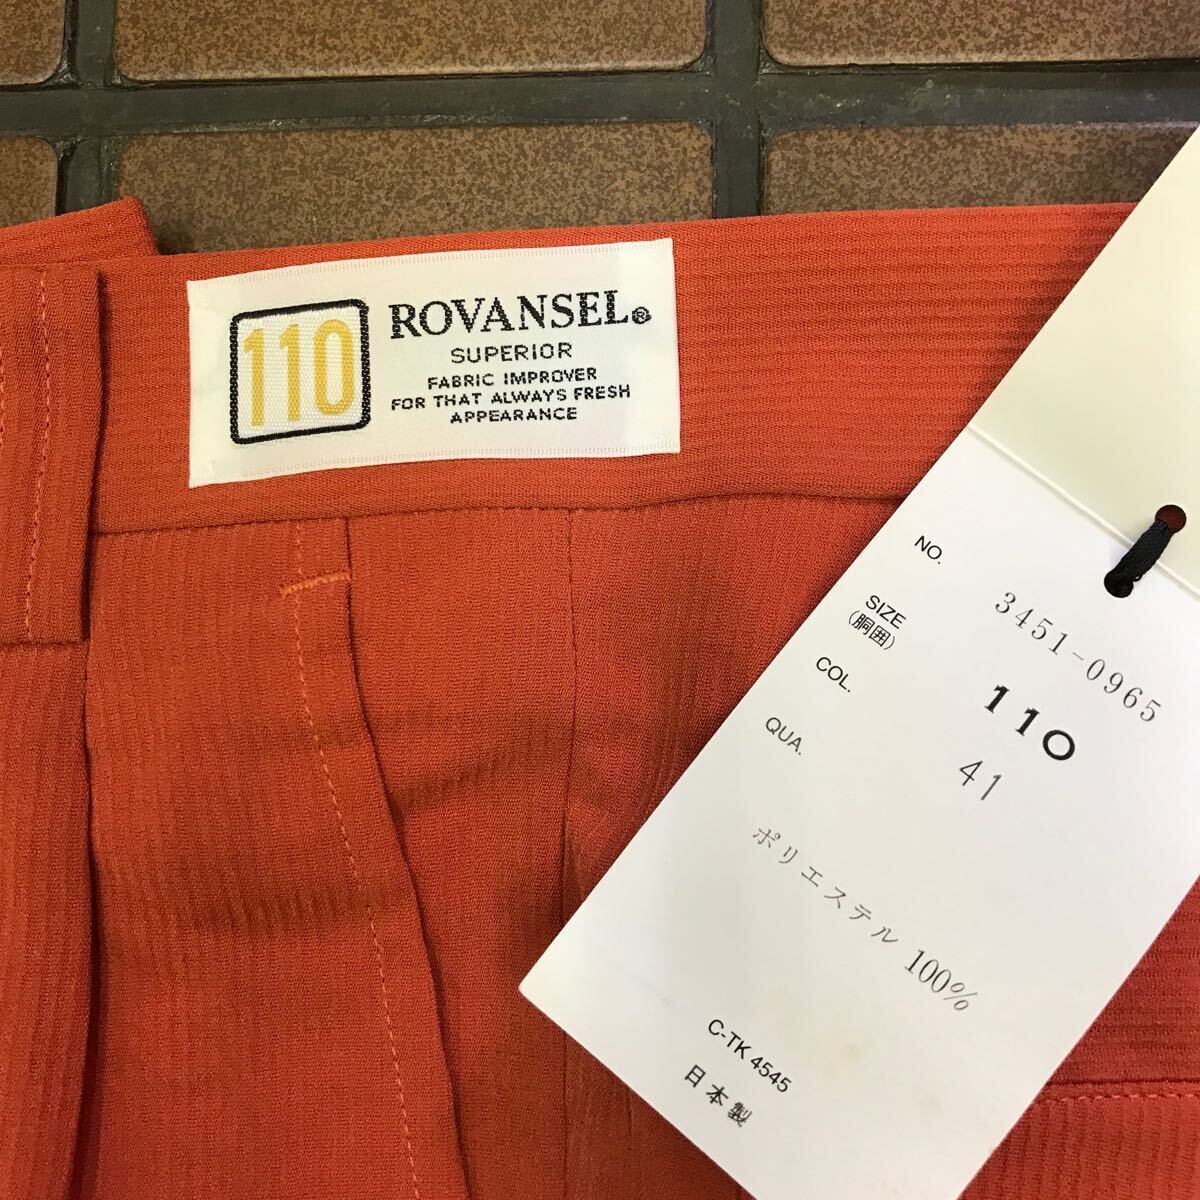 110
ROVANSEL®
SUPERIOR
FABRIC IMPROVER
FOR THAT ALWAYS FRESH
APPEARANCE
NO. 3451-0965
SIZE 110
(胴囲)
COL. 41
QUA.
ポリエステル 100%
C-TK 4545
日本製